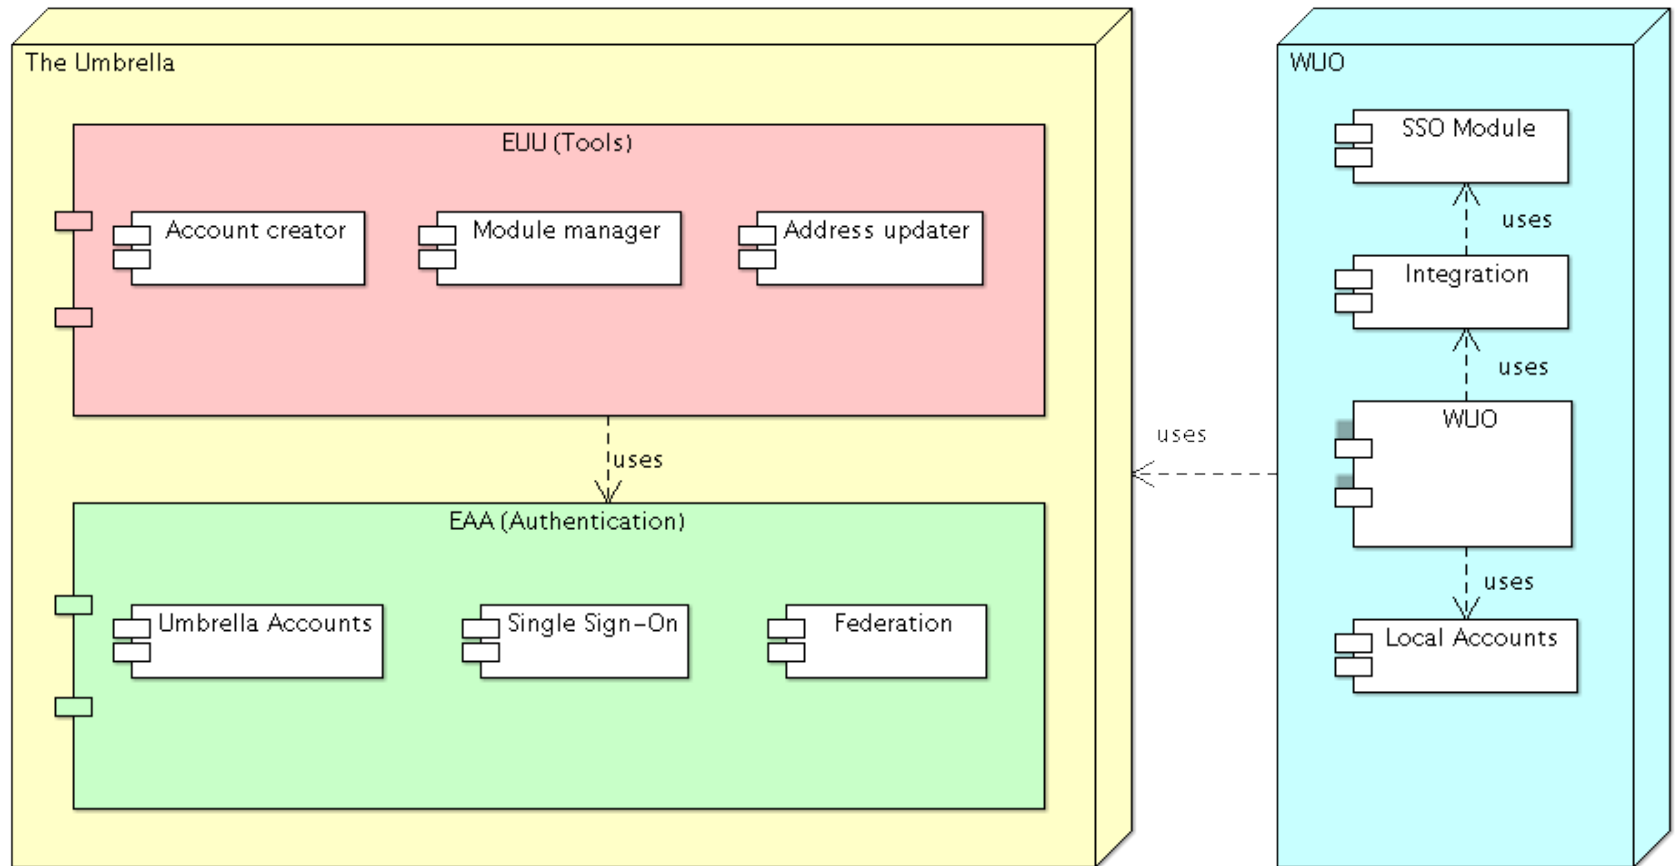 The Umbrella
EUU (Tools)
Account creator
Module manager
Address updater
uses
EAA (Authentication)
Umbrella Accounts
Single Sign-On
Federation
uses
WUO
SSO Module
uses
Integration
uses
WUO
uses
Local Accounts